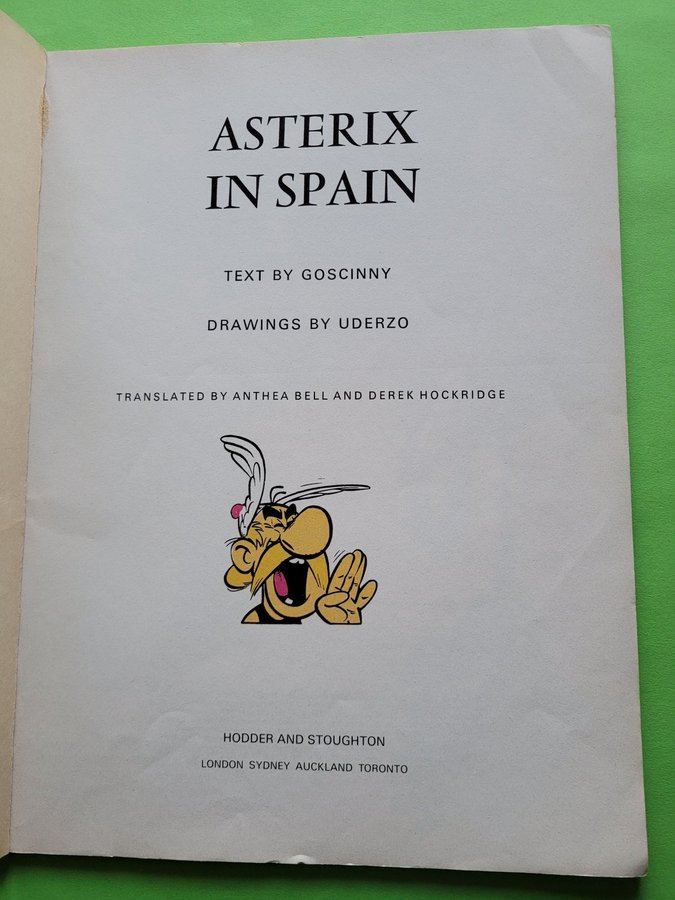 ASTERIX
IN SPAIN
TEXT BY GOSCINNY
DRAWINGS BY UDERZO
TRANSLATED BY ANTHEA BELL AND DEREK HOCKRIDGE
HODDER AND STOUGHTON
LONDON SYDNEY AUCKLAND TORONTO